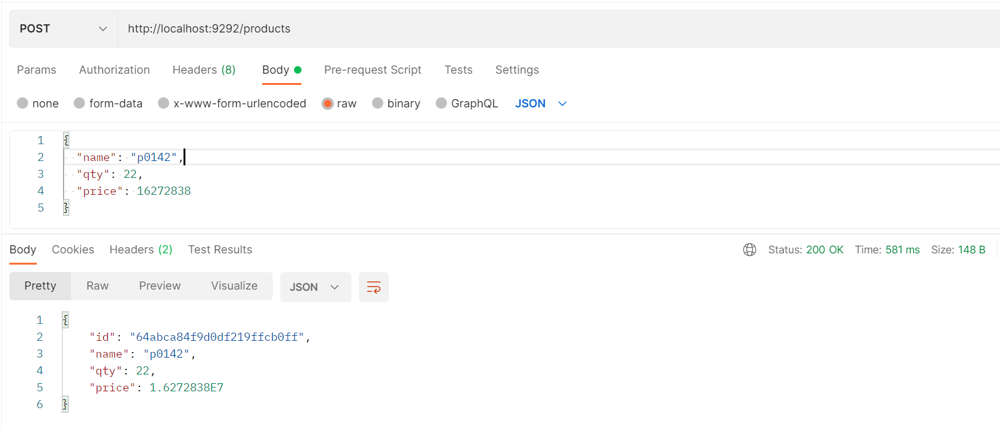 POST http://localhost:9292/products
Params Authorization Headers (8) Body Pre-request Script Tests Settings
none form-data x-www-form-urlencoded raw binary GraphQL JSON
1 {
2 "name": "p0142",
3 "qty": 22,
4 "price": 16272838
5 }
Body Cookies Headers (2) Test Results Status: 200 OK Time: 581 ms Size: 148 B
Pretty Raw Preview Visualize JSON
1 {
2 "id": "64abca84f9d0df219ffcb0ff",
3 "name": "p0142",
4 "qty": 22,
5 "price": 1.6272838E7
6 }